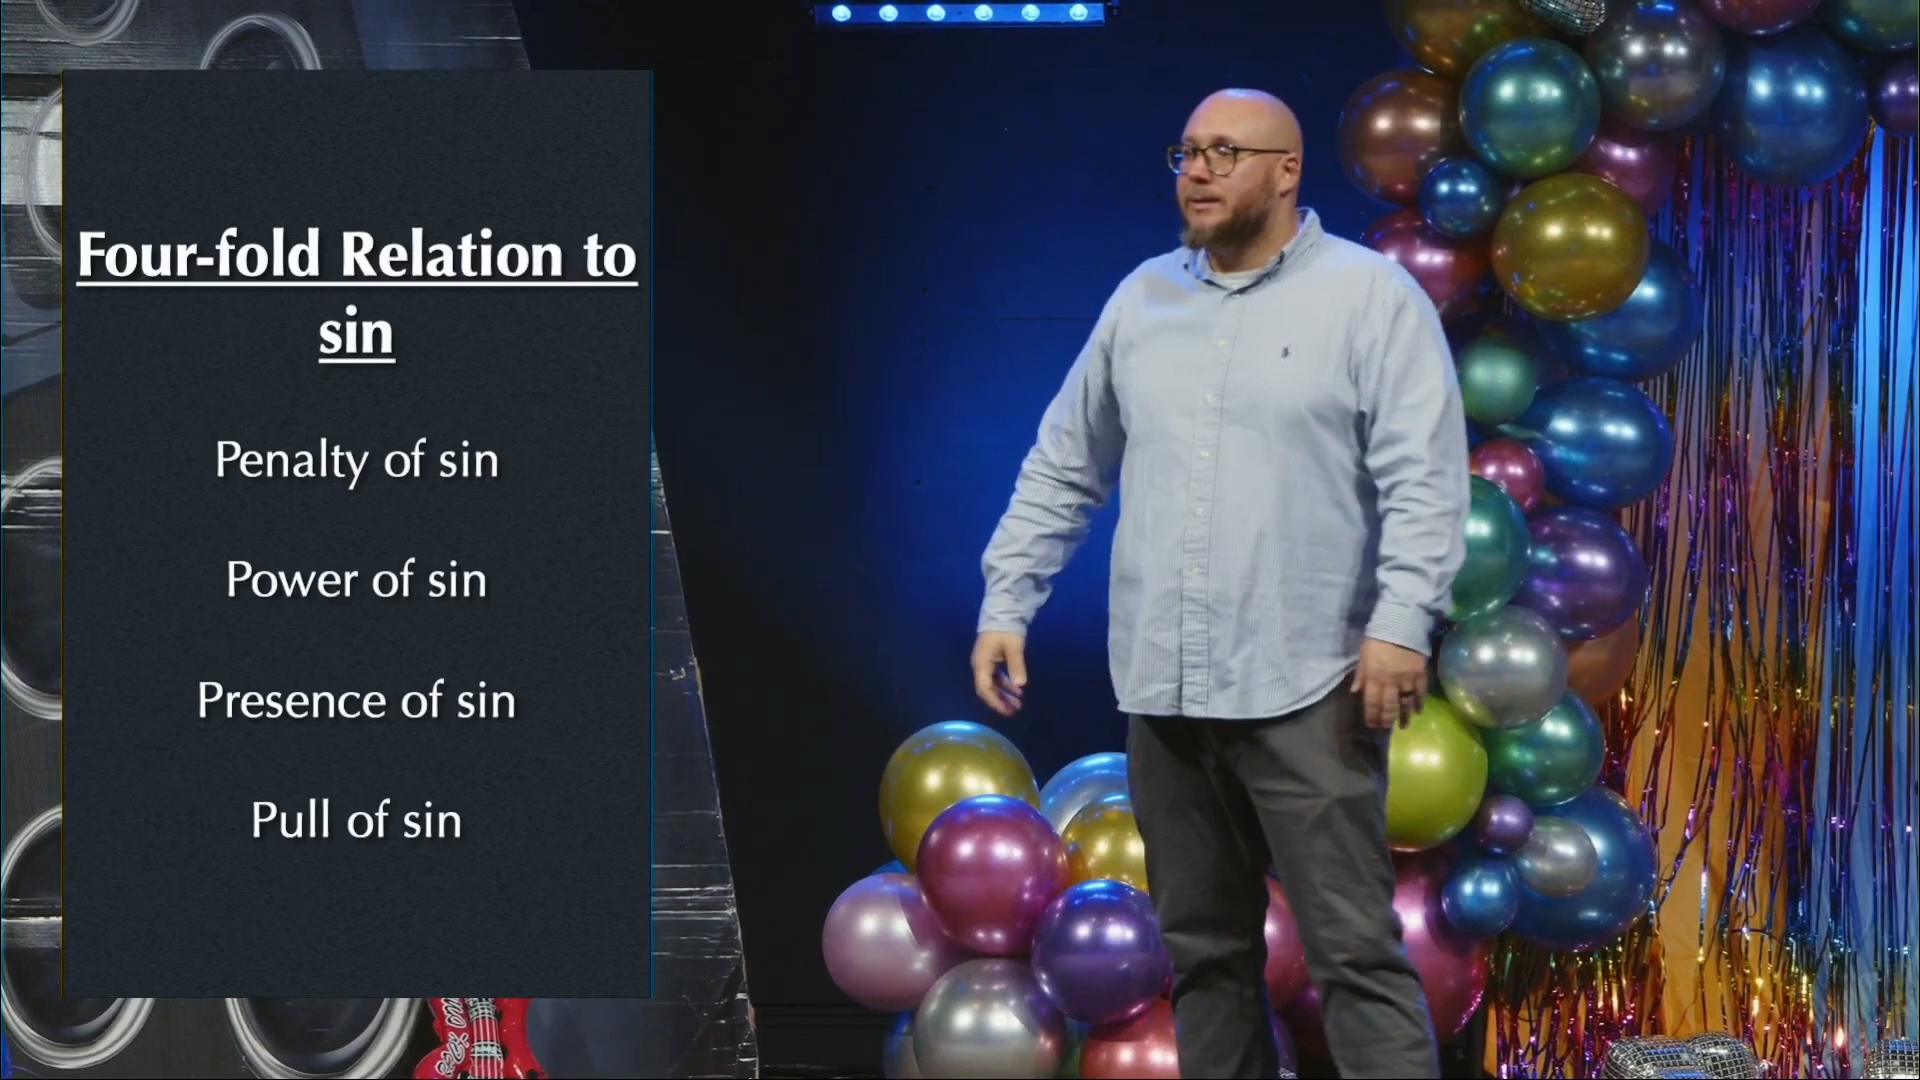 Four-fold Relation to
sin
Penalty of sin
Power of sin
Presence of sin
Pull of sin